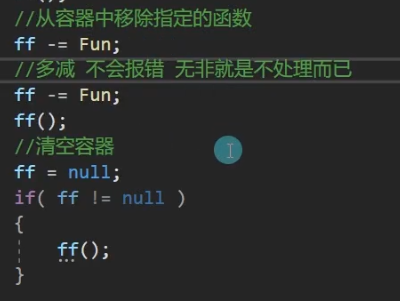 //从容器中移除指定的函数
ff -= Fun;
//多减 不会报错 无非就是不处理而已
ff -= Fun;
ff();
//清空容器
ff = null;
if( ff != null )
{
ff();
}